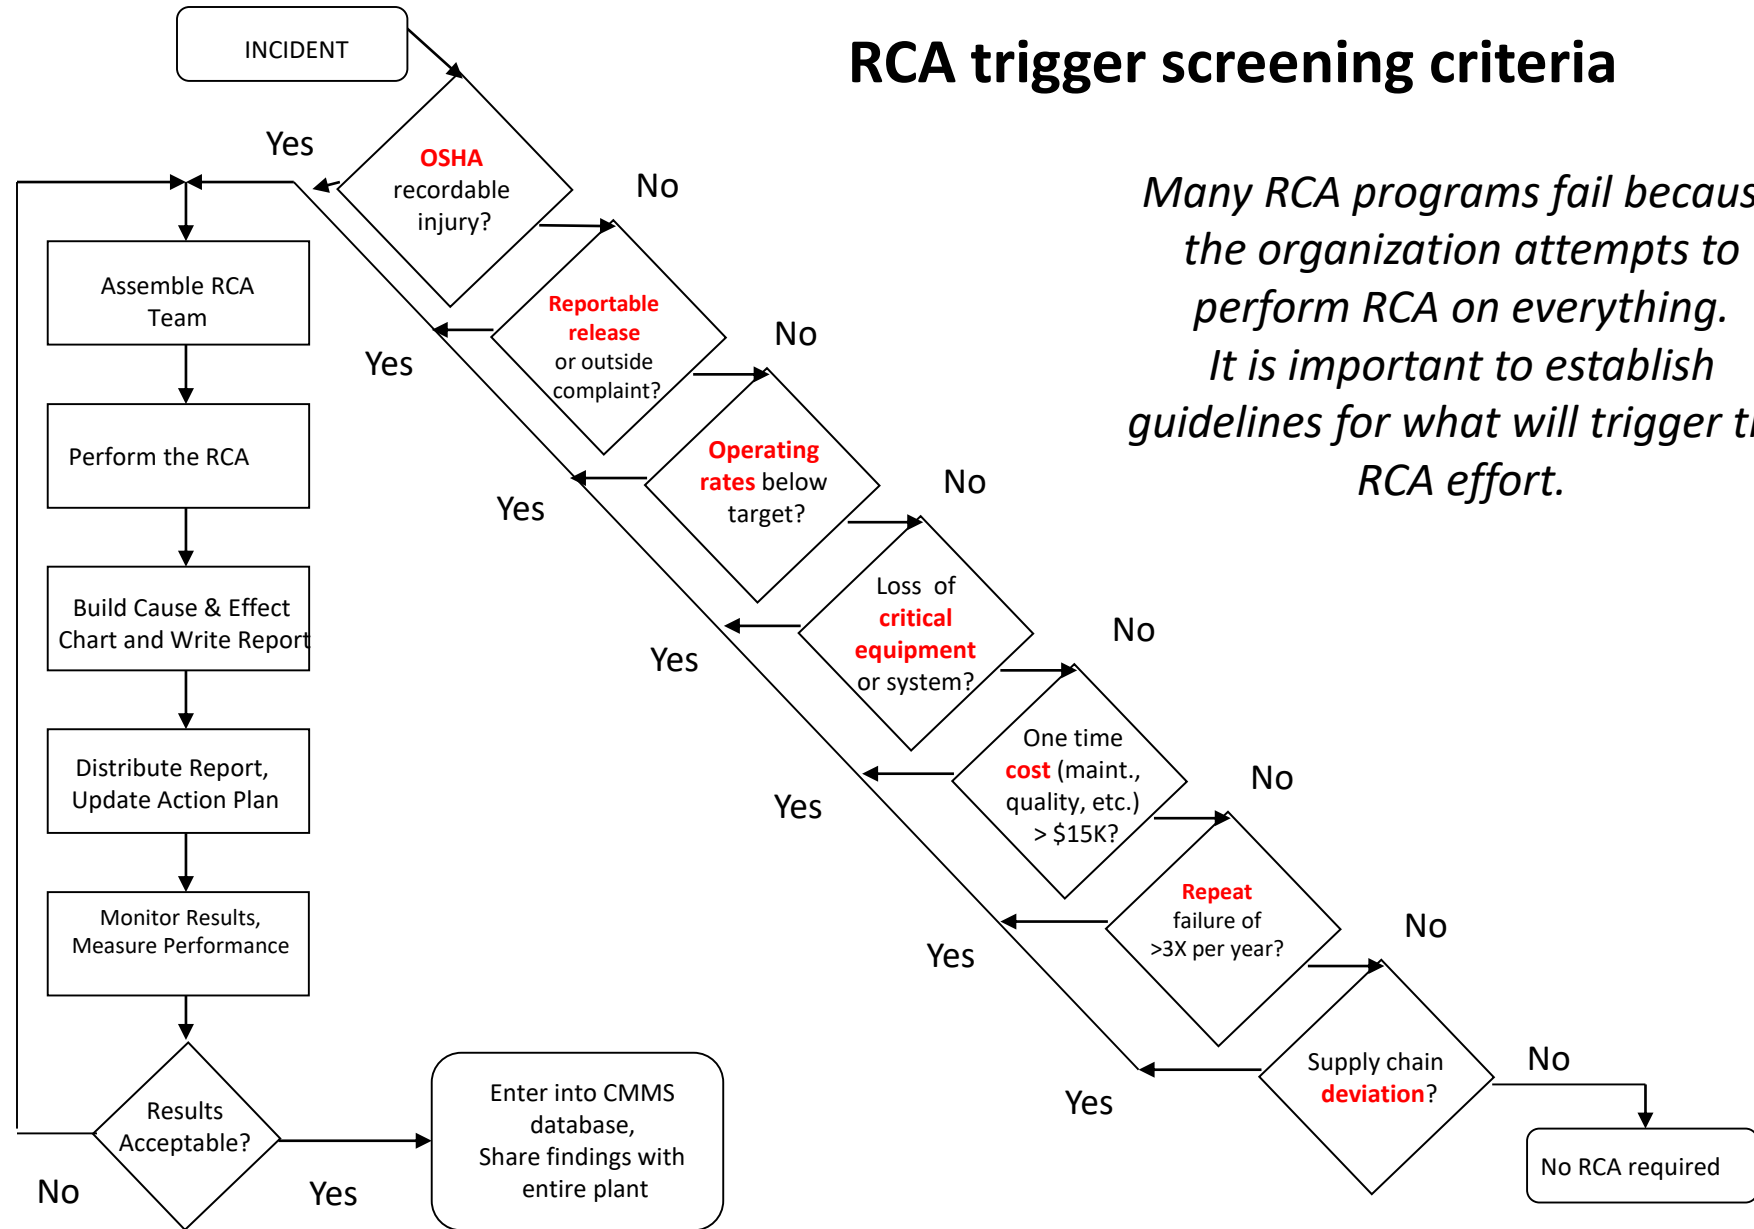 RCA trigger screening criteria
Many RCA programs fail becaus
the organization attempts to
perform RCA on everything.
It is important to establish
guidelines for what will trigger t
RCA effort.
INCIDENT
OSHA
recordable
injury?
Yes
No
Reportable
release
or outside
complaint?
Yes
No
Operating
rates below
target?
Yes
No
Loss of
critical
equipment
or system?
Yes
No
One time
cost (maint.,
quality, etc.)
> $15K?
Yes
No
Repeat
failure of
>3X per year?
Yes
No
Supply chain
deviation?
Yes
No
No RCA required
Assemble RCA
Team
Perform the RCA
Build Cause & Effect
Chart and Write Report
Distribute Report,
Update Action Plan
Monitor Results,
Measure Performance
Results
Acceptable?
No
Yes
Enter into CMMS
database,
Share findings with
entire plant